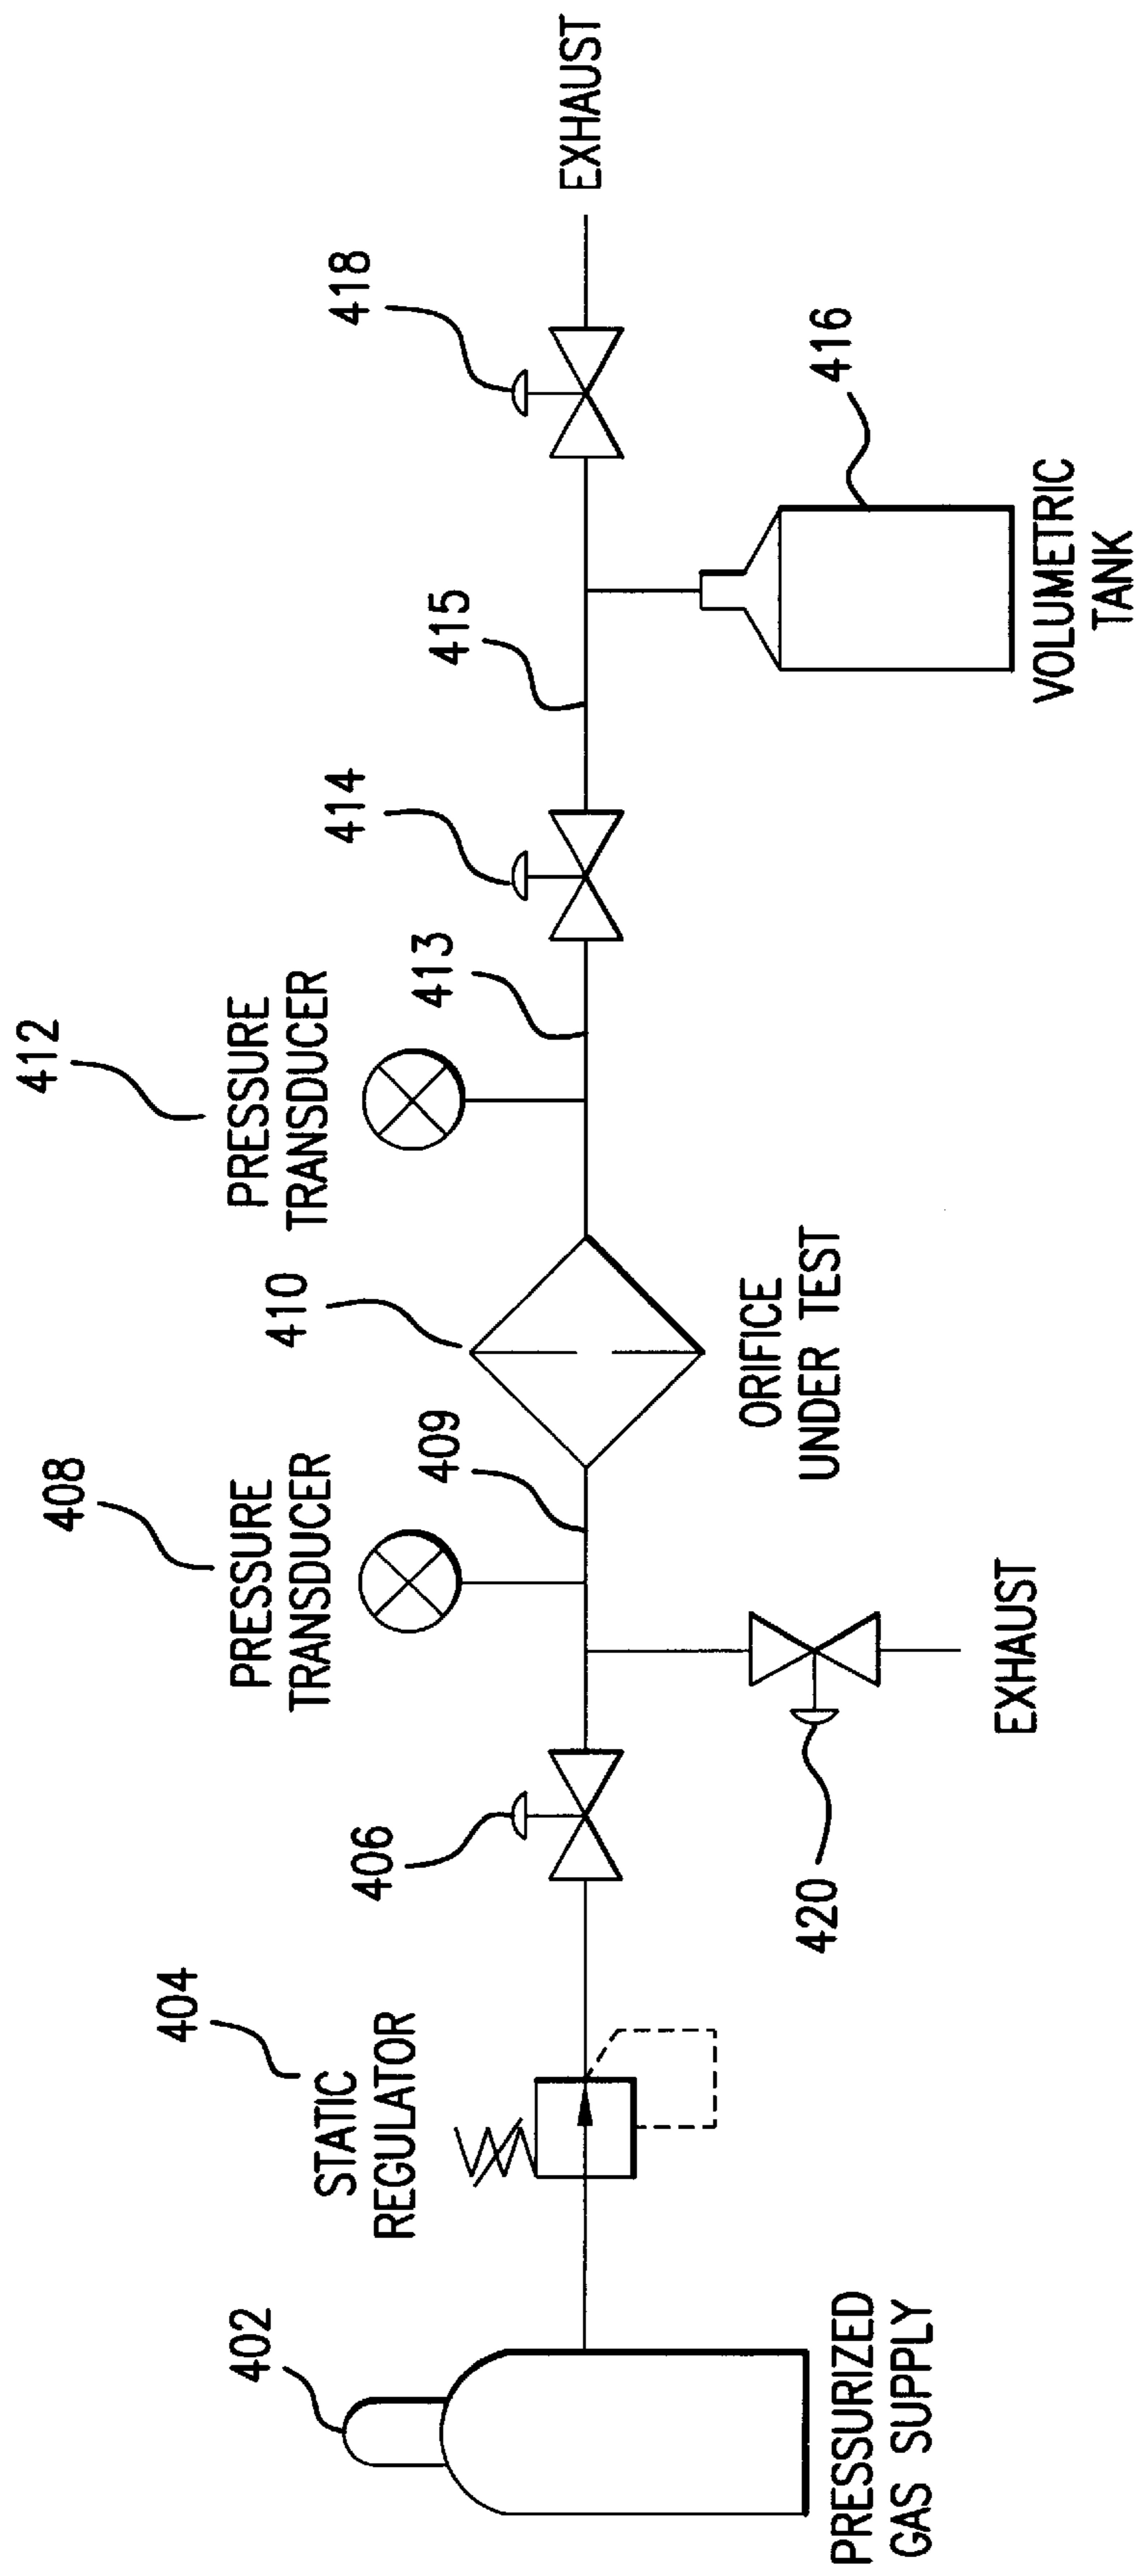 402
PRESSURIZED
GAS SUPPLY
404
STATIC
REGULATOR
406
420
EXHAUST
408
PRESSURE
TRANSDUCER
409
410
ORIFICE
UNDER TEST
412
PRESSURE
TRANSDUCER
413
414
415
416
VOLUMETRIC
TANK
418
EXHAUST